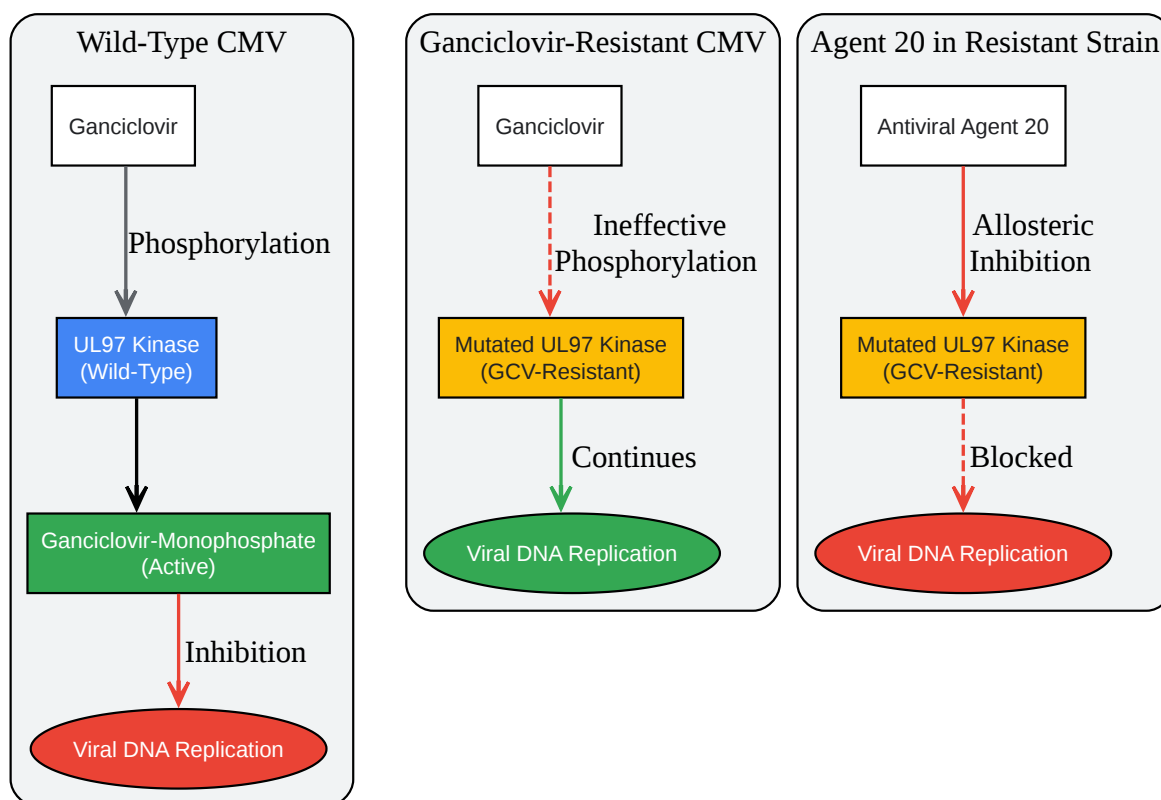 Wild-Type CMV
Ganciclovir
Phosphorylation
UL97 Kinase
(Wild-Type)
Ganciclovir-Monophosphate
(Active)
Inhibition
Viral DNA Replication
Ganciclovir-Resistant CMV
Ganciclovir
Ineffective
Phosphorylation
Mutated UL97 Kinase
(GCV-Resistant)
Continues
Viral DNA Replication
Agent 20 in Resistant Strain
Antiviral Agent 20
Allosteric
Inhibition
Mutated UL97 Kinase
(GCV-Resistant)
Blocked
Viral DNA Replication